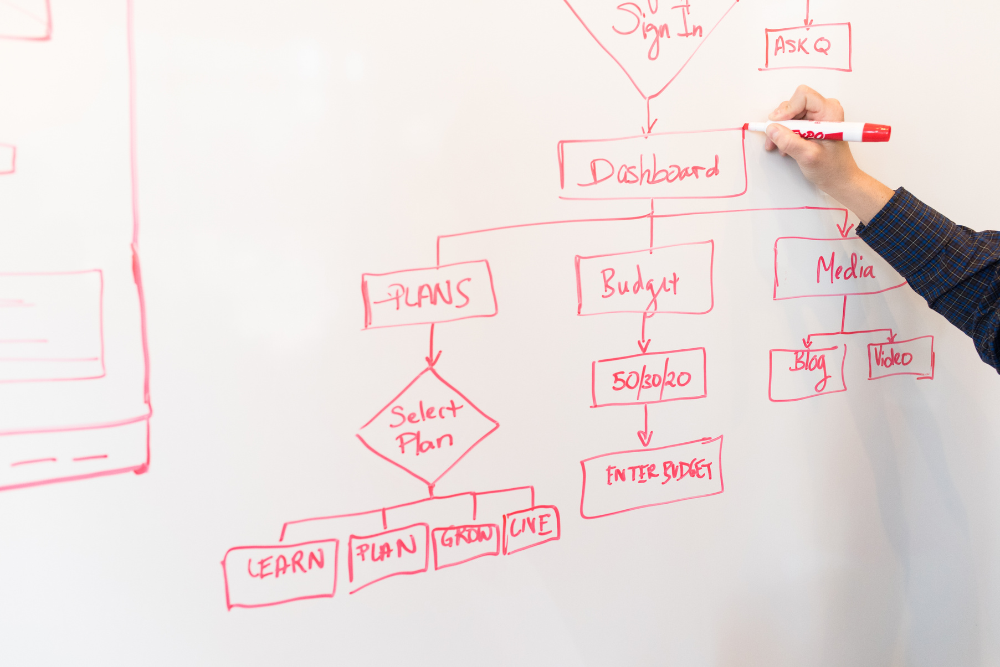 Sign In
ASK Q
EXPO
Dashboard
PLANS
Budget
Media
50/30/20
Blog
Video
Select
Plan
ENTER BUDGET
LEARN
PLAN
GROW
LIVE